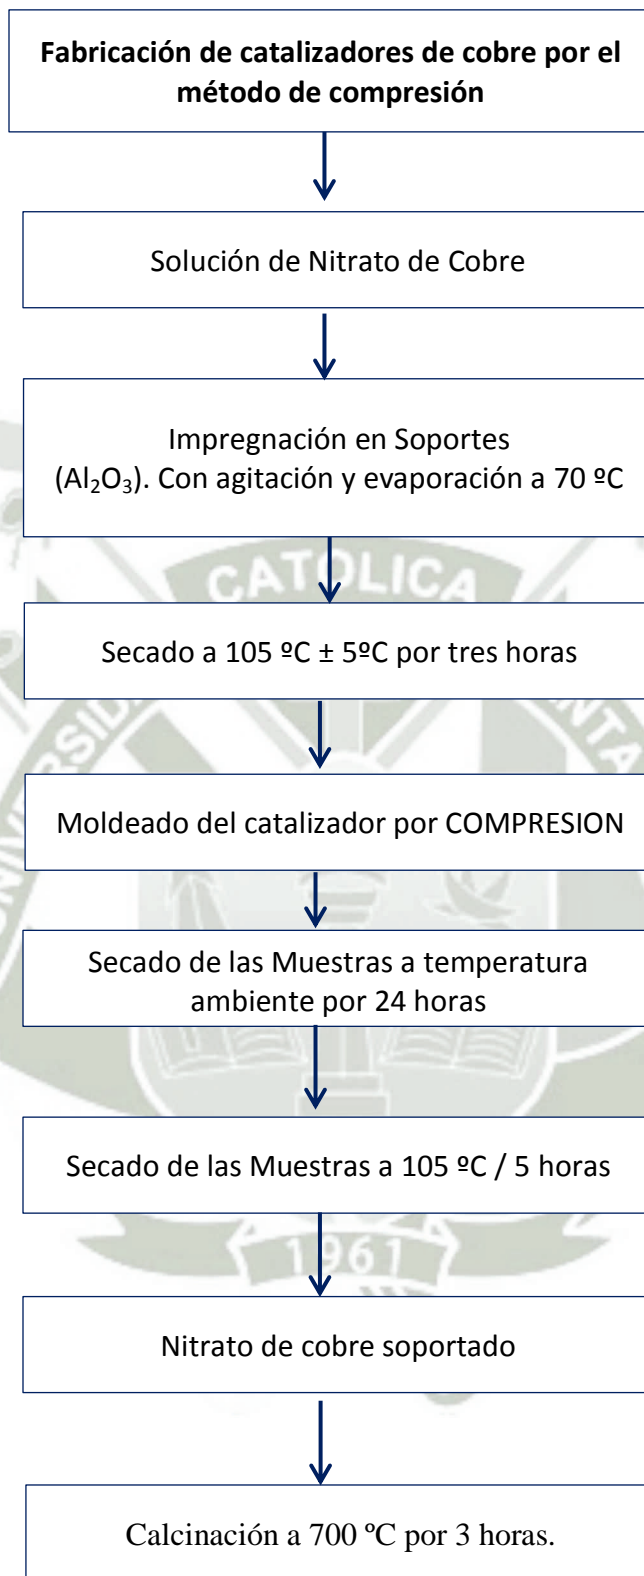 Fabricación de catalizadores de cobre por el
método de compresión
Solución de Nitrato de Cobre
Impregnación en Soportes
(Al₂O₃). Con agitación y evaporación a 70 ºC
CATOLICA
Secado a 105 ºC ± 5ºC por tres horas
Moldeado del catalizador por COMPRESION
Secado de las Muestras a temperatura
ambiente por 24 horas
Secado de las Muestras a 105 ºC / 5 horas
1961
Nitrato de cobre soportado
Calcinación a 700 ºC por 3 horas.